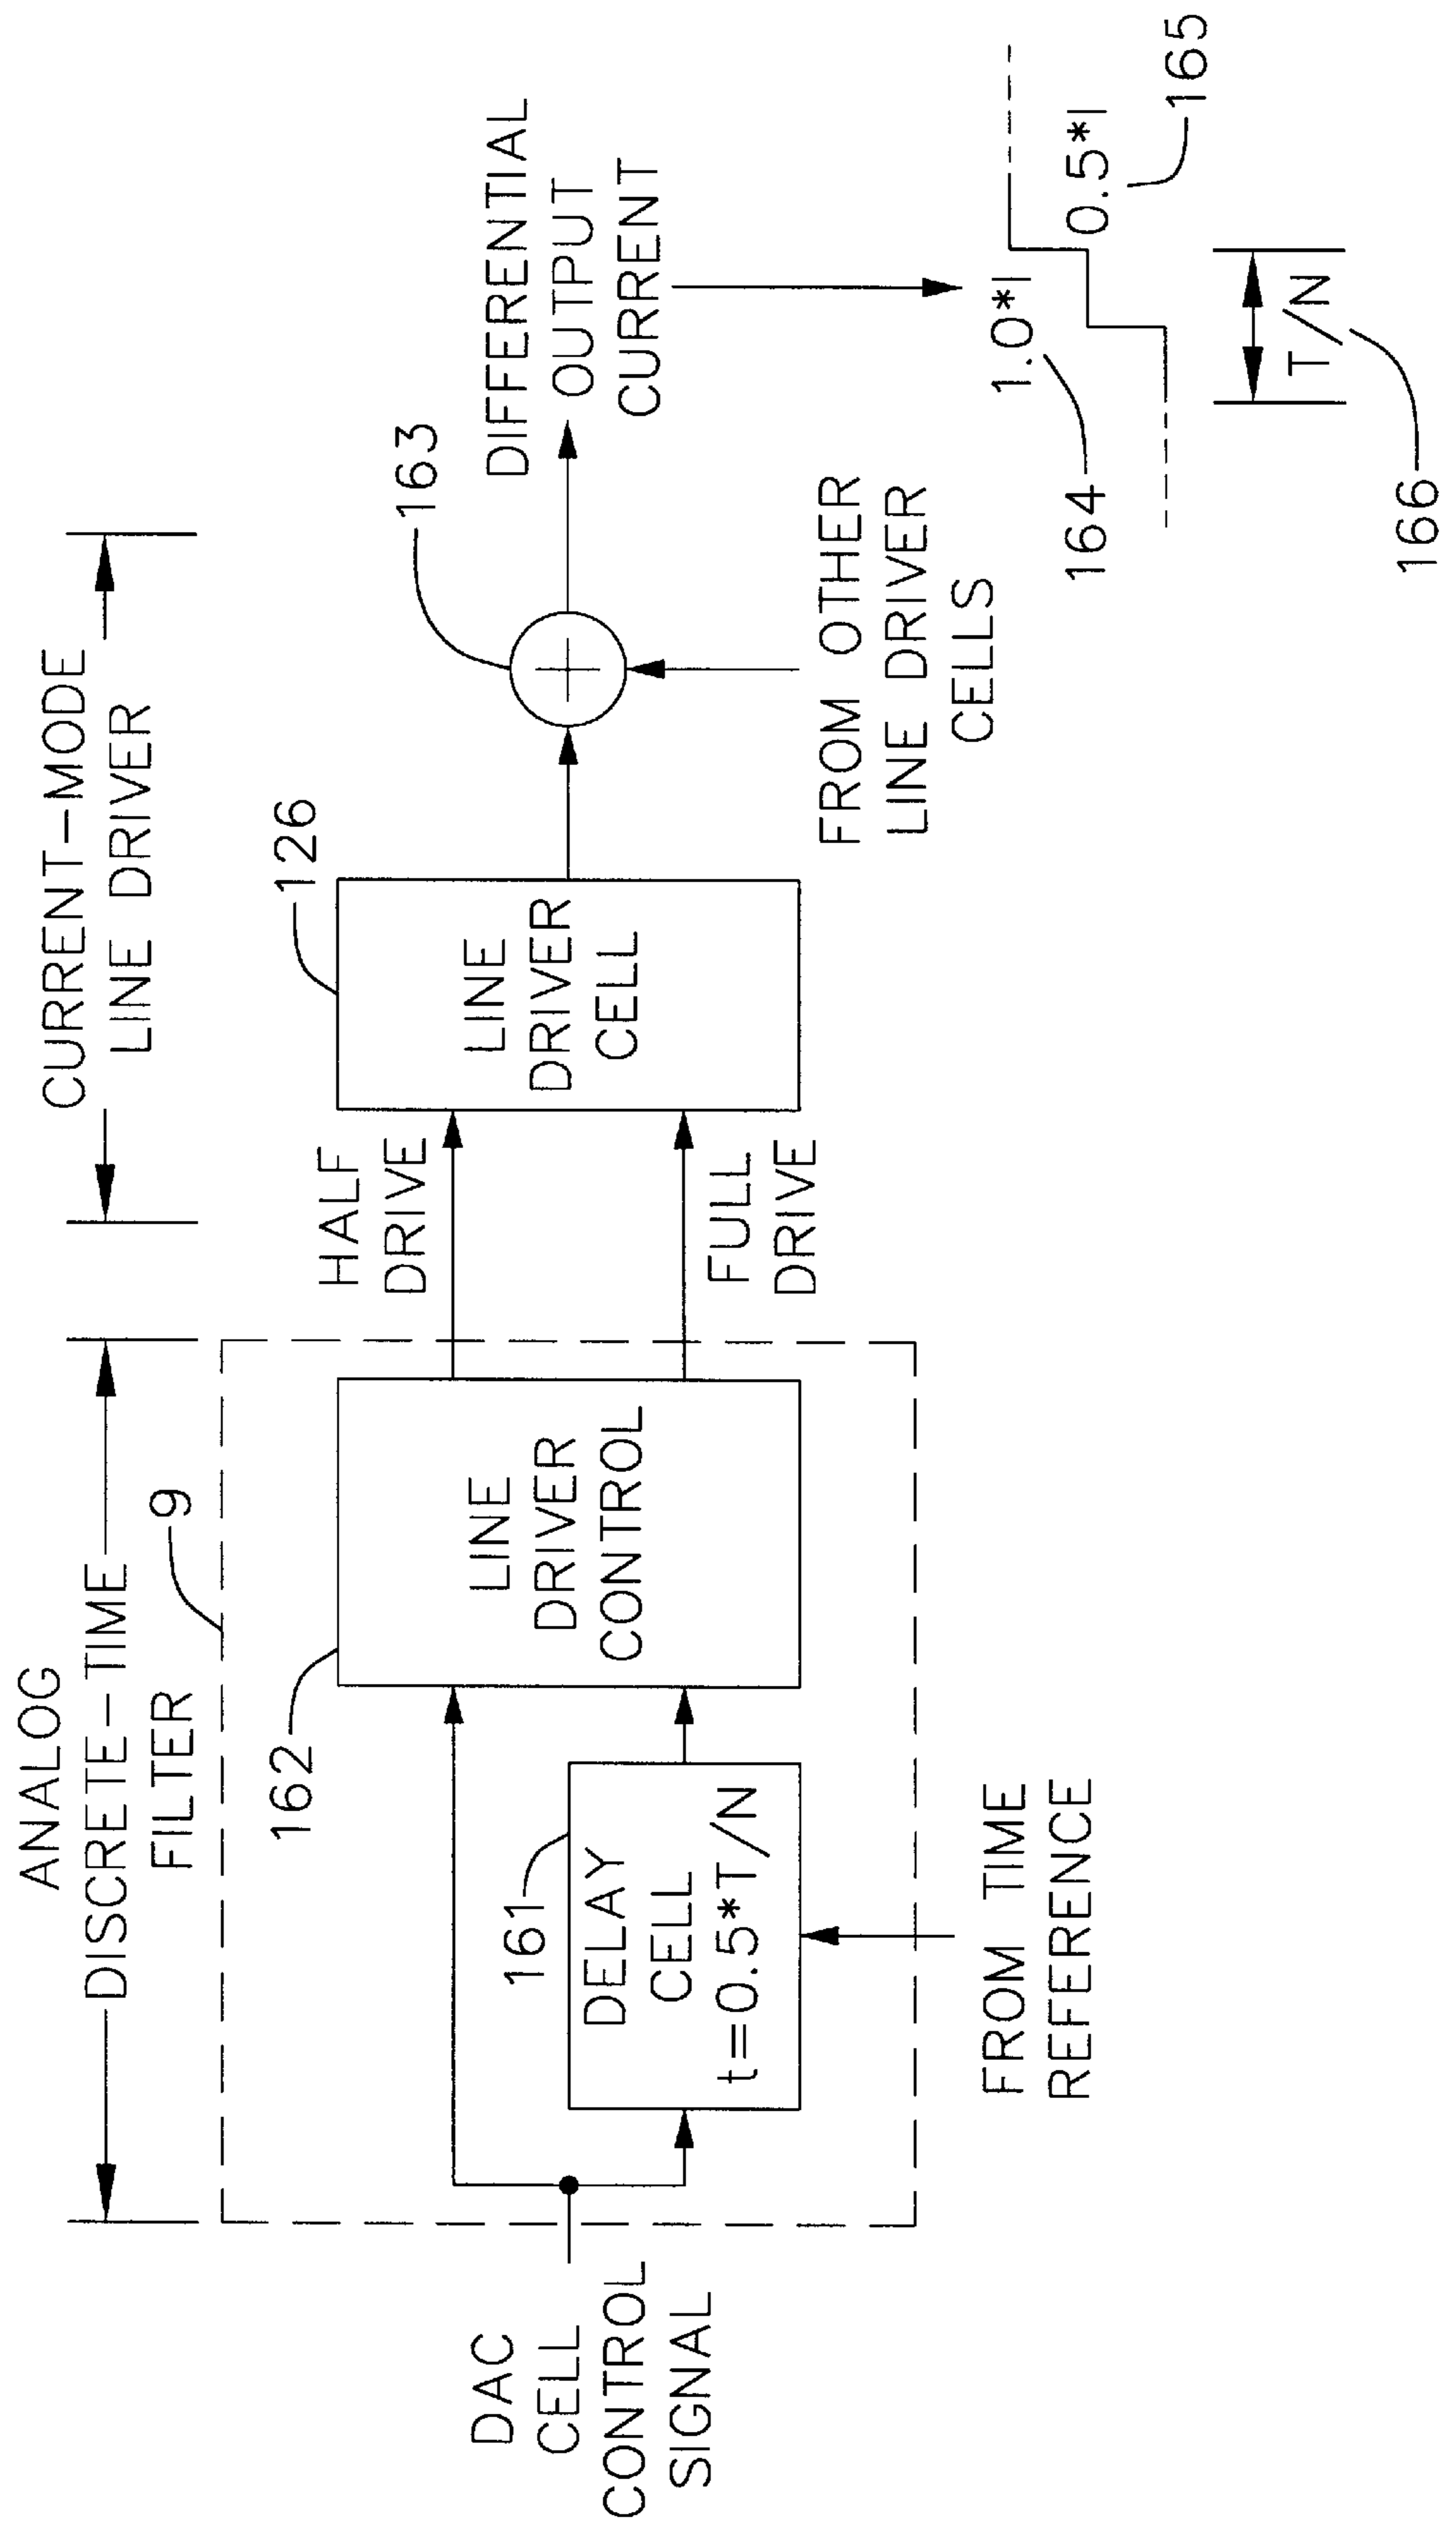 ANALOG
DISCRETE-TIME
FILTER
CURRENT-MODE
LINE DRIVER
9
162
HALF
DRIVE
126
163
DAC
CELL
CONTROL
SIGNAL
161
DELAY
CELL
t=0.5*T/N
LINE
DRIVER
CONTROL
FULL
DRIVE
LINE
DRIVER
CELL
DIFFERENTIAL
OUTPUT
CURRENT
FROM TIME
REFERENCE
FROM OTHER
LINE DRIVER
CELLS
1.0*I
164
0.5*I
165
T/N
166